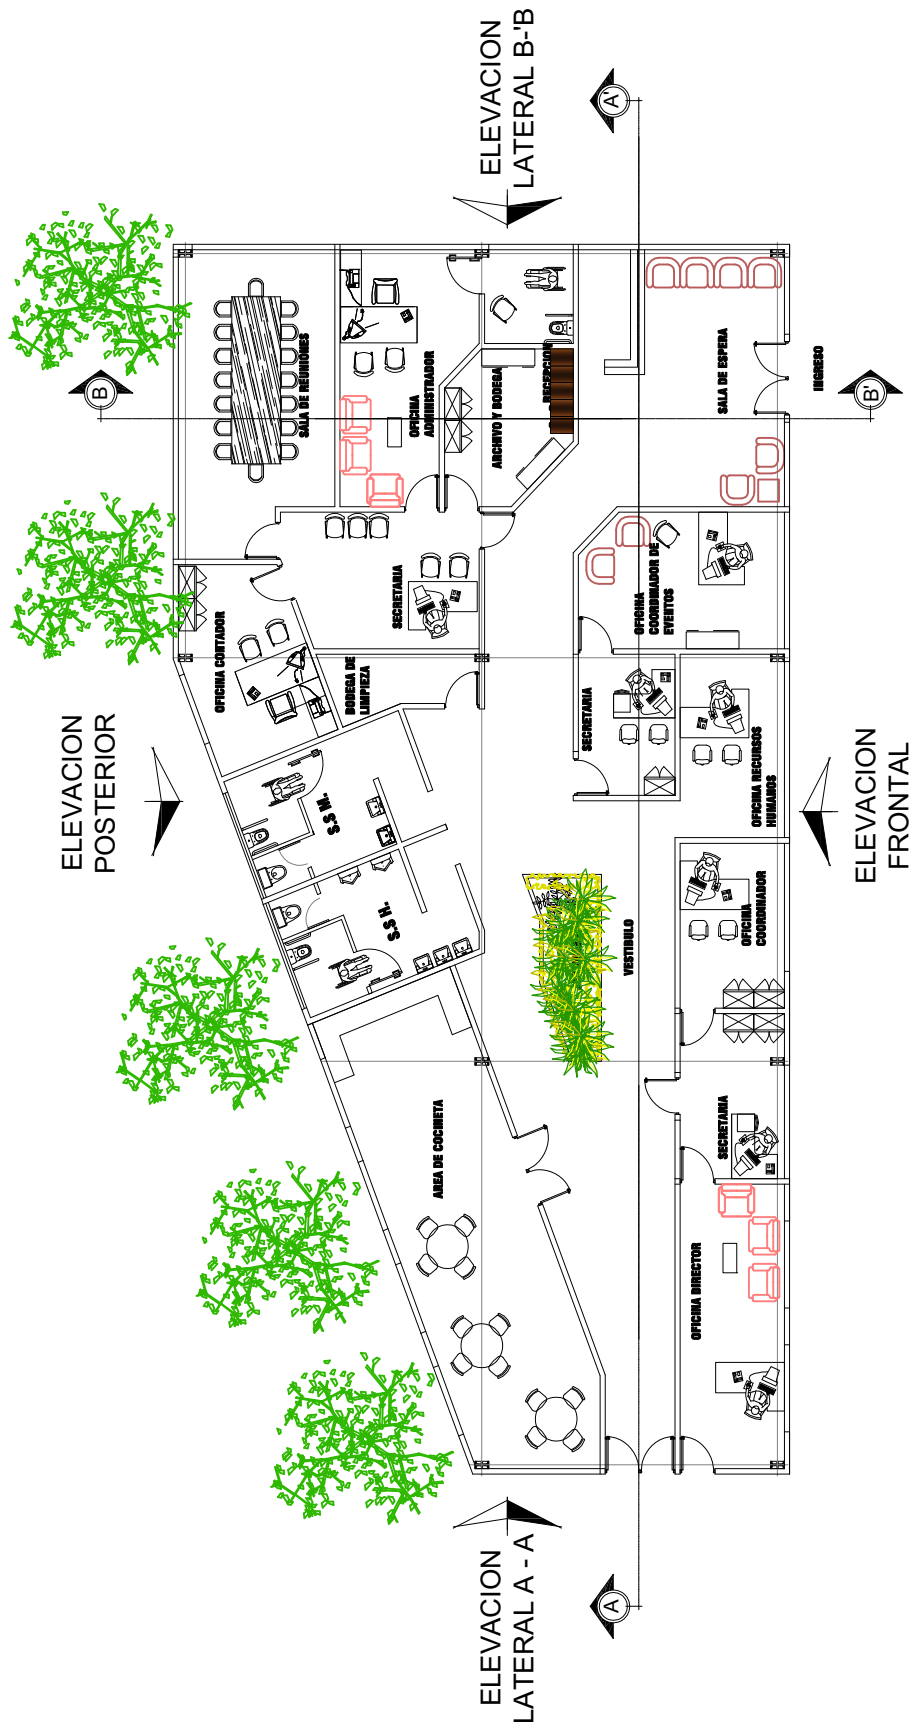 ELEVACION
POSTERIOR
B
ELEVACION
LATERAL B-'B
A'
SALA DE REUNIONES
OFICINA
ADMINISTRADOR
ARCHIVO Y BODEGA
RECEPCION
SALA DE ESPERA
INGRESO
B'
OFICINA CONTADOR
SECRETARIA
BODEGA DE
LIMPIEZA
OFICINA
COORDINADOR DE
EVENTOS
SECRETARIA
OFICINA RECURSOS
HUMANOS
S.S M.
S.S H.
VESTIBULO
OFICINA
COORDINADOR
AREA DE COCINETA
SECRETARIA
OFICINA DIRECTOR
ELEVACION
FRONTAL
ELEVACION
LATERAL A - A
A